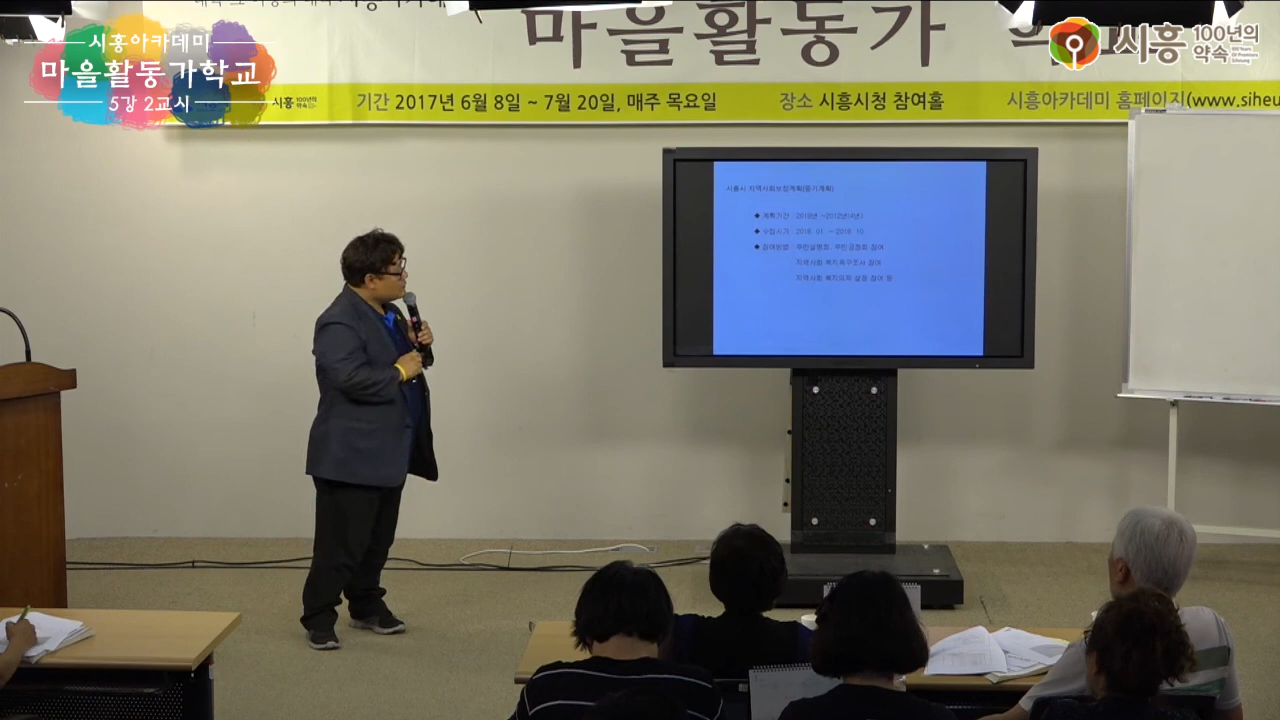 시흥아카데미
마을활동가학교
5강 2교시
마을활동가
시흥 100년의 약속
시흥 100년의 약속
기간 2017년 6월 8일 ~ 7월 20일, 매주 목요일
장소 시흥시청 참여홀
시흥아카데미 홈페이지(www.siheu
시흥시 지역사회보장계획(중기계획)
◆ 계획기간 : 2019년 ~2012년(4년)
◆ 수립시기 : 2018. 01. ~ 2018. 10.
◆ 참여방법 : 주민설명회, 주민공청회 참여
지역사회 복지욕구조사 참여
지역사회 복지의제 설정 참여 등